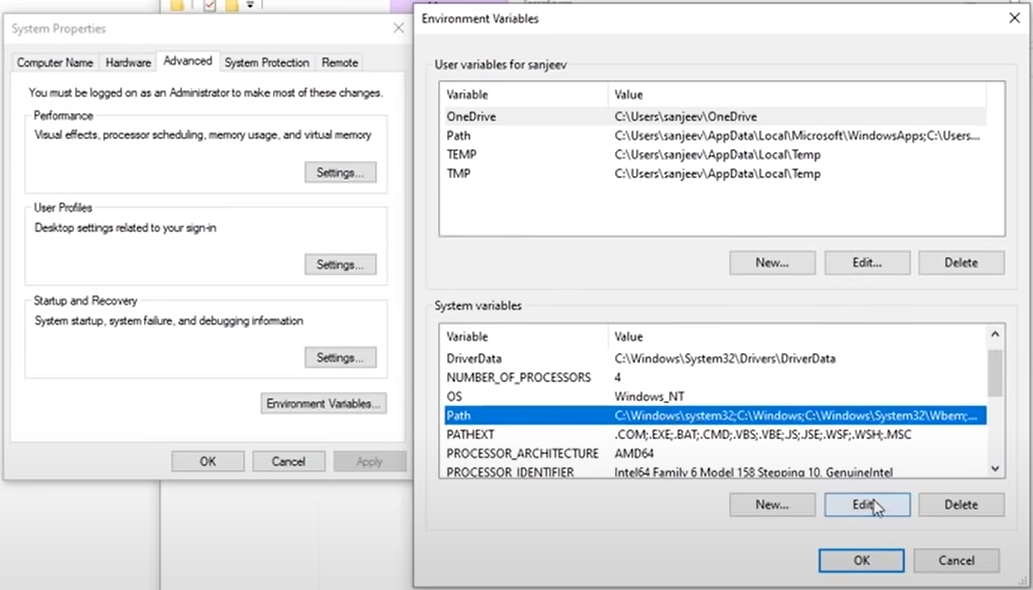 System Properties
Computer Name Hardware Advanced System Protection Remote
You must be logged on as an Administrator to make most of these changes.
Performance
Visual effects, processor scheduling, memory usage, and virtual memory
Settings...
User Profiles
Desktop settings related to your sign-in
Settings...
Startup and Recovery
System startup, system failure, and debugging information
Settings...
Environment Variables...
OK Cancel Apply
Environment Variables
User variables for sanjeev
Variable Value
OneDrive C:\Users\sanjeev\OneDrive
Path C:\Users\sanjeev\AppData\Local\Microsoft\WindowsApps;C:\Users...
TEMP C:\Users\sanjeev\AppData\Local\Temp
TMP C:\Users\sanjeev\AppData\Local\Temp
New... Edit... Delete
System variables
Variable Value
DriverData C:\Windows\System32\Drivers\DriverData
NUMBER_OF_PROCESSORS 4
OS Windows_NT
Path C:\Windows\system32;C:\Windows;C:\Windows\System32\Wbem;...
PATHEXT .COM;.EXE;.BAT;.CMD;.VBS;.VBE;.JS;.JSE;.WSF;.WSH;.MSC
PROCESSOR_ARCHITECTURE AMD64
PROCESSOR_IDENTIFIER Intel64 Family 6 Model 158 Stepping 10, GenuineIntel
New... Edit Delete
OK Cancel